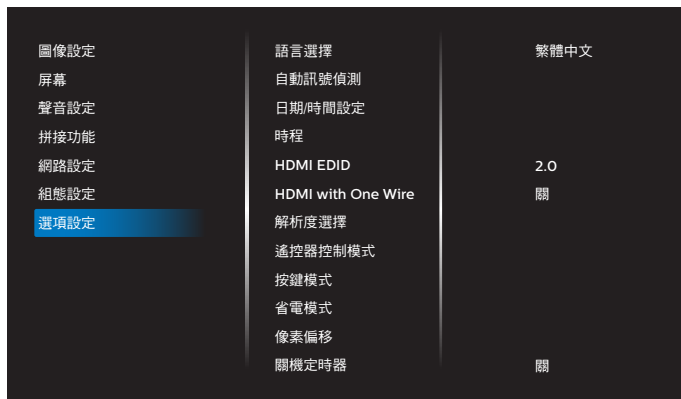 圖像設定
屏幕
聲音設定
拼接功能
網路設定
組態設定
選項設定
語言選擇 繁體中文
自動訊號偵測
日期/時間設定
時程
HDMI EDID 2.0
HDMI with One Wire 關
解析度選擇
遙控器控制模式
按鍵模式
省電模式
像素偏移
關機定時器 關